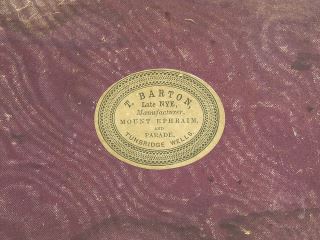 T. BARTON,
Late NYE,
Manufacturer,
MOUNT EPHRAIM,
AND
PARADE,
TUNBRIDGE WELLS.